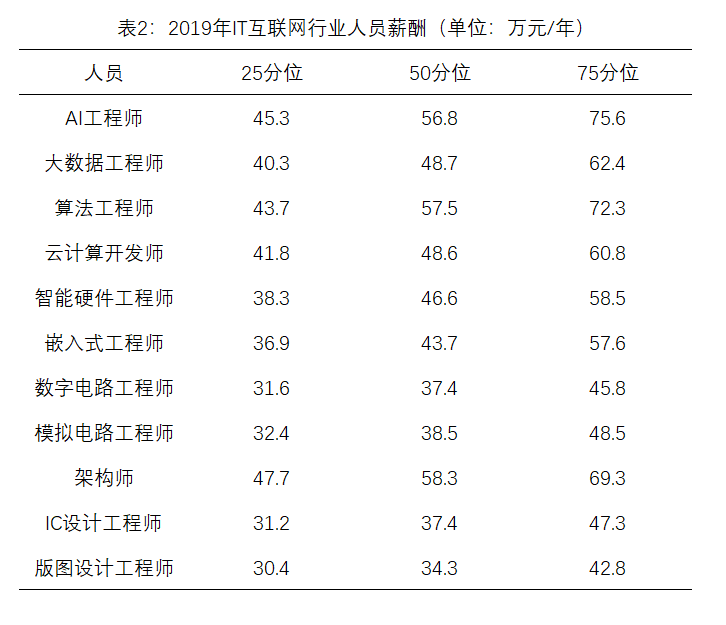 表2：2019年IT互联网行业人员薪酬（单位：万元/年）
人员 25分位 50分位 75分位
AI工程师 45.3 56.8 75.6
大数据工程师 40.3 48.7 62.4
算法工程师 43.7 57.5 72.3
云计算开发师 41.8 48.6 60.8
智能硬件工程师 38.3 46.6 58.5
嵌入式工程师 36.9 43.7 57.6
数字电路工程师 31.6 37.4 45.8
模拟电路工程师 32.4 38.5 48.5
架构师 47.7 58.3 69.3
IC设计工程师 31.2 37.4 47.3
版图设计工程师 30.4 34.3 42.8